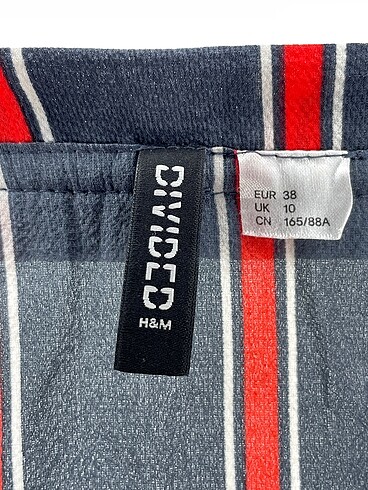 DIVIDED
H&M
EUR 38
UK 10
CN 165/88A